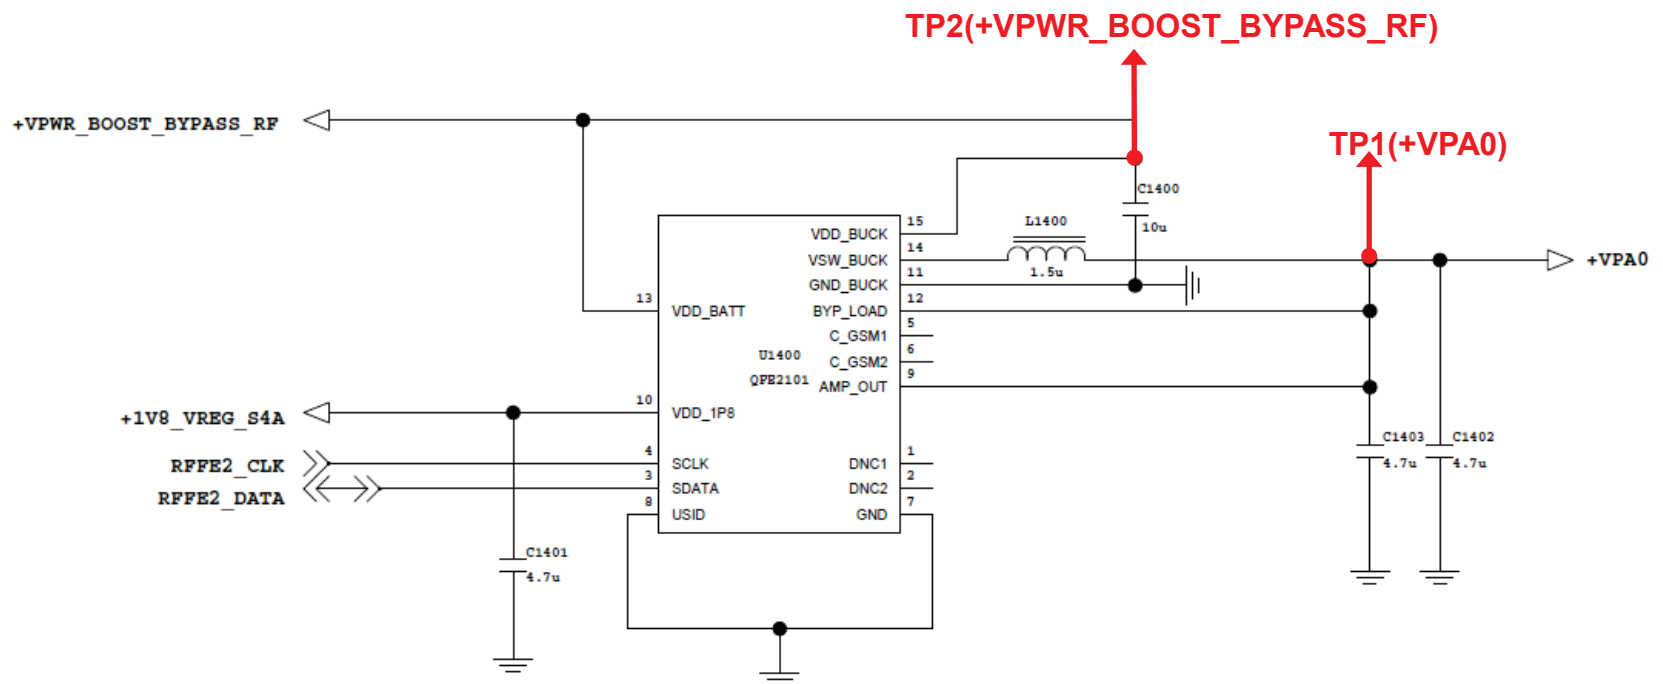 TP2(+VPWR_BOOST_BYPASS_RF)
+VPWR_BOOST_BYPASS_RF
TP1(+VPA0)
C1400
10u
L1400
1.5u
+VPA0
15
VDD_BUCK
14
VSW_BUCK
11
GND_BUCK
12
BYP_LOAD
13
VDD_BATT
5
C_GSM1
6
C_GSM2
U1400
QFE2101
9
AMP_OUT
+1V8_VREG_S4A
10
VDD_1P8
C1403
4.7u
C1402
4.7u
RFFE2_CLK
4
SCLK
1
DNC1
RFFE2_DATA
3
SDATA
2
DNC2
8
USID
7
GND
C1401
4.7u